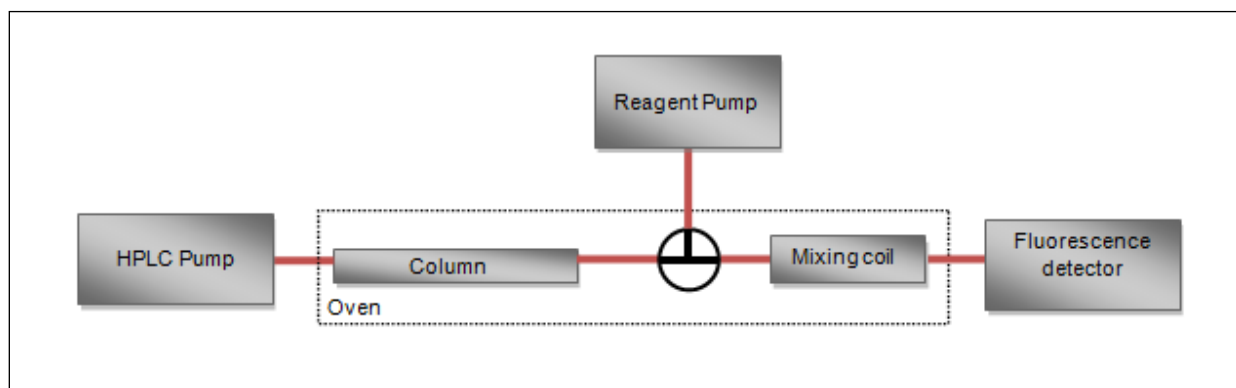 Reagent Pump
HPLC Pump
Column
Mixing coil
Fluorescence
detector
Oven